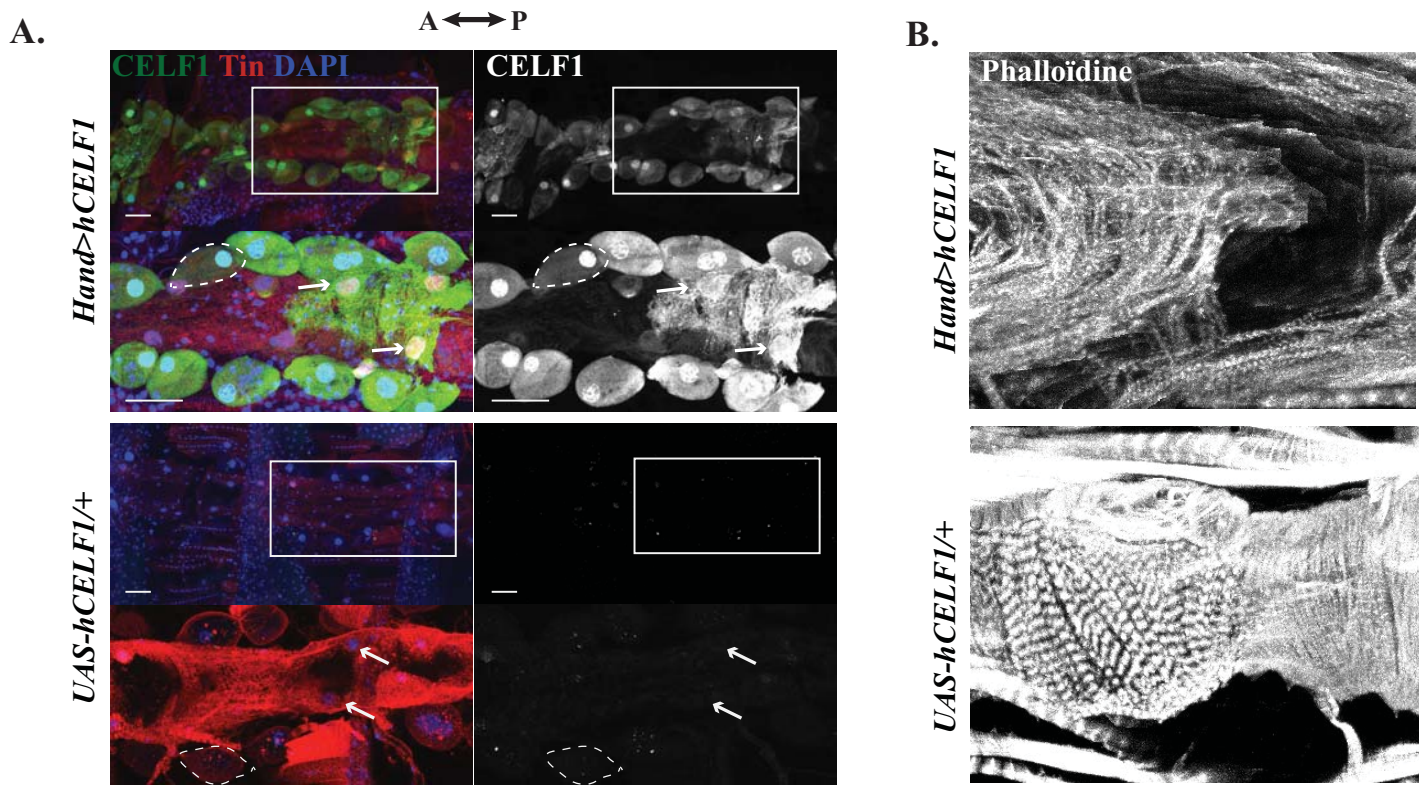 A ↔ P
A.
CELF1 Tin DAPI
CELF1
Hand>hCELF1
UAS-hCELF1/+
B.
Phalloïdine
Hand>hCELF1
UAS-hCELF1/+